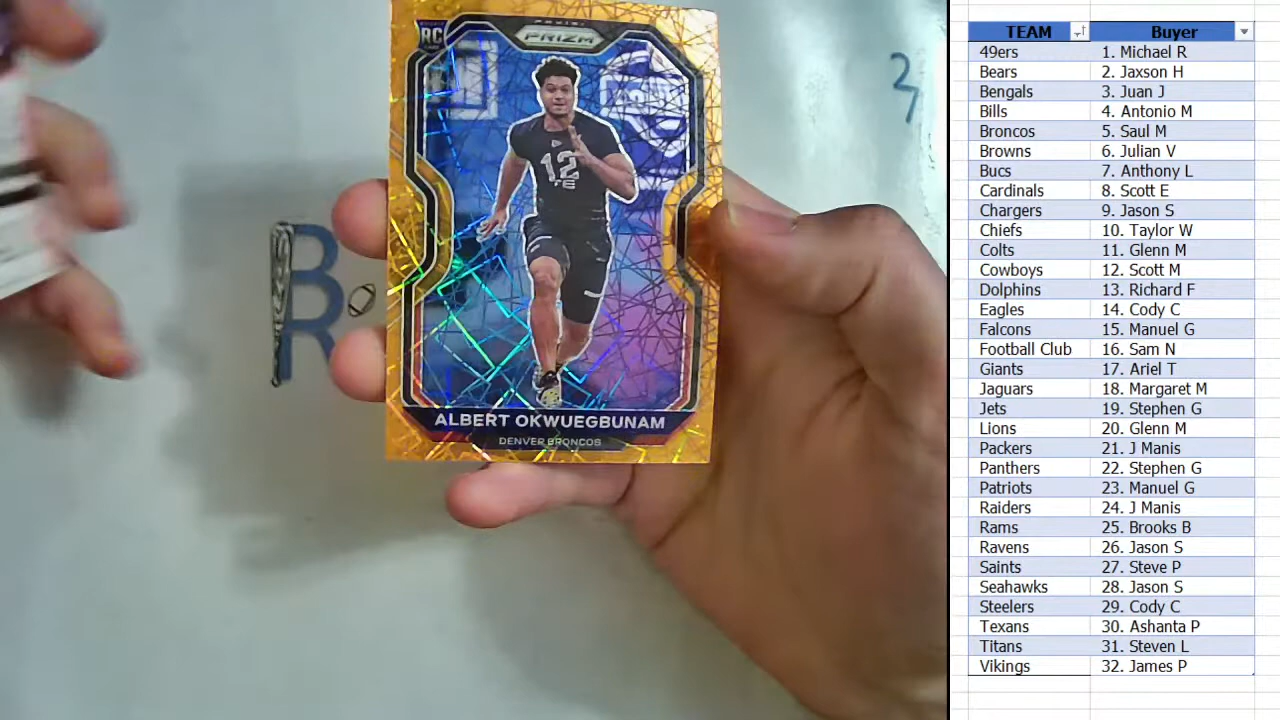 RC
PANINI
PRIZM
12
TE
ALBERT OKWUEGBUNAM
DENVER BRONCOS
B
R
TEAM Buyer
49ers 1. Michael R
Bears 2. Jaxson H
Bengals 3. Juan J
Bills 4. Antonio M
Broncos 5. Saul M
Browns 6. Julian V
Bucs 7. Anthony L
Cardinals 8. Scott E
Chargers 9. Jason S
Chiefs 10. Taylor W
Colts 11. Glenn M
Cowboys 12. Scott M
Dolphins 13. Richard F
Eagles 14. Cody C
Falcons 15. Manuel G
Football Club 16. Sam N
Giants 17. Ariel T
Jaguars 18. Margaret M
Jets 19. Stephen G
Lions 20. Glenn M
Packers 21. J Manis
Panthers 22. Stephen G
Patriots 23. Manuel G
Raiders 24. J Manis
Rams 25. Brooks B
Ravens 26. Jason S
Saints 27. Steve P
Seahawks 28. Jason S
Steelers 29. Cody C
Texans 30. Ashanta P
Titans 31. Steven L
Vikings 32. James P